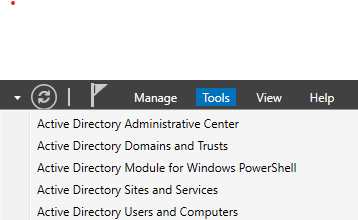 Manage Tools View Help
Active Directory Administrative Center
Active Directory Domains and Trusts
Active Directory Module for Windows PowerShell
Active Directory Sites and Services
Active Directory Users and Computers